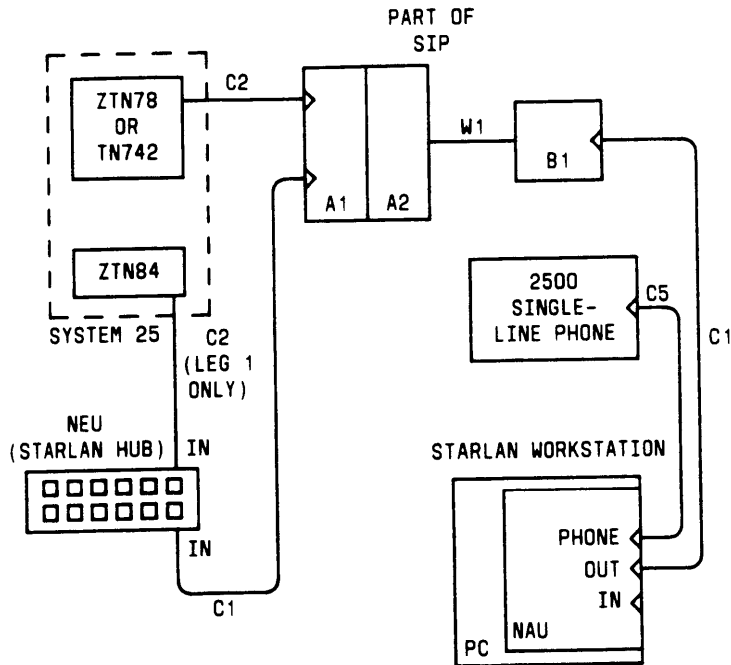 PART OF
SIP
ZTN78
OR
TN742
C2
W1
B1
A1
A2
ZTN84
2500
SINGLE-
LINE PHONE
C5
SYSTEM 25
C2
(LEG 1
ONLY)
C1
NEU
(STARLAN HUB)
IN
STARLAN WORKSTATION
IN
PHONE
OUT
IN
C1
NAU
PC